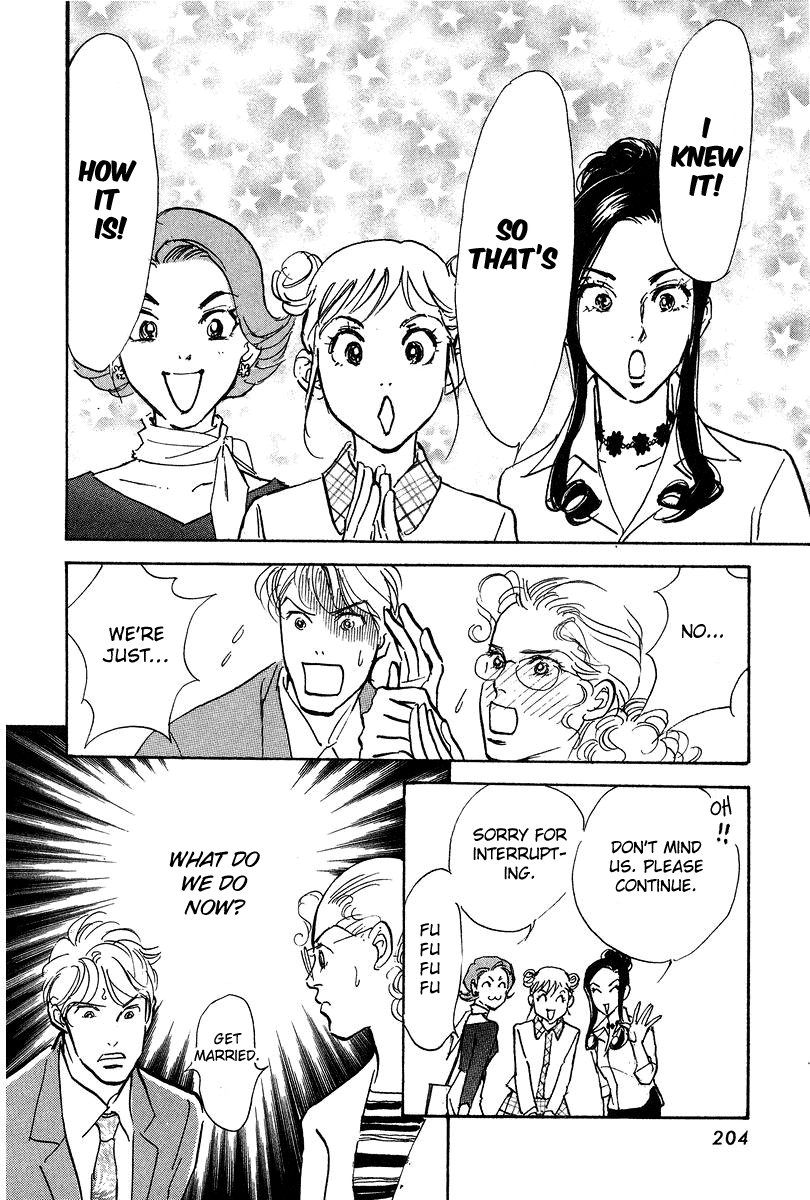 I
KNEW
IT!
SO
THAT'S
HOW
IT
IS!
NO...
WE'RE
JUST...
OH
!!
DON'T MIND
US. PLEASE
CONTINUE.
SORRY FOR
INTERRUPT-
ING.
FU
FU
FU
FU
WHAT DO
WE DO
NOW?
GET
MARRIED.
204